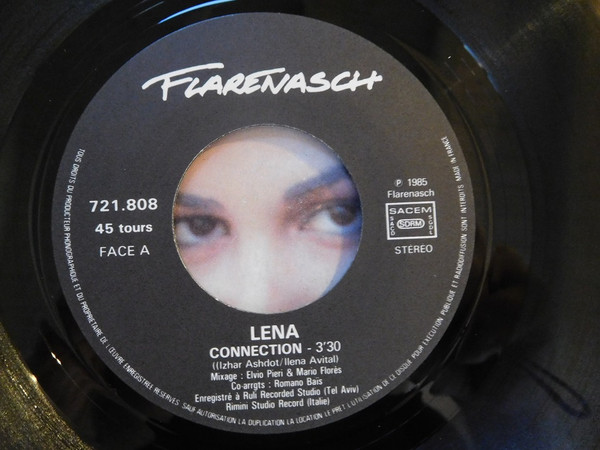 FLARENASCH
721.808
45 tours
FACE A
℗ 1985
Flarenasch
SACEM
SACD
SDRM
SGDL
STEREO
LENA
CONNECTION - 3'30
((Izhar Ashdot/Ilena Avital)
Mixage : Elvio Pieri & Mario Florès
Co-arrgts : Romano Bais
Enregistré à Ruli Recorded Studio (Tel Aviv)
Rimini Studio Record (Italie)
TOUS DROITS DU PRODUCTEUR PHONOGRAPHIQUE ET DU PROPRIETAIRE DE L'ŒUVRE ENREGISTREE RESERVES SAUF AUTORISATION LA DUPLICATION LA LOCATION LE PRET L'UTILISATION DE CE DISQUE POUR EXECUTION PUBLIQUE ET RADIODIFFUSION SONT INTERDITS MADE IN FRANCE